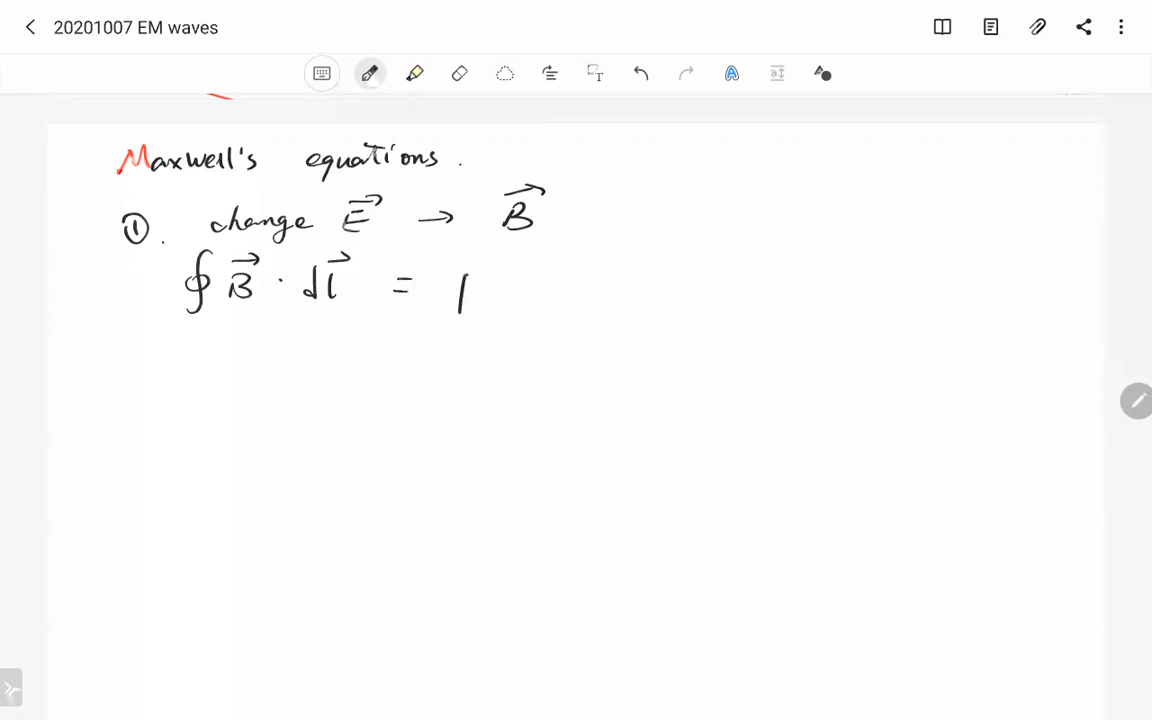 20201007 EM waves
Maxwell's equations.
①. change E⃗ → B⃗
∮ B⃗ · dl⃗ =